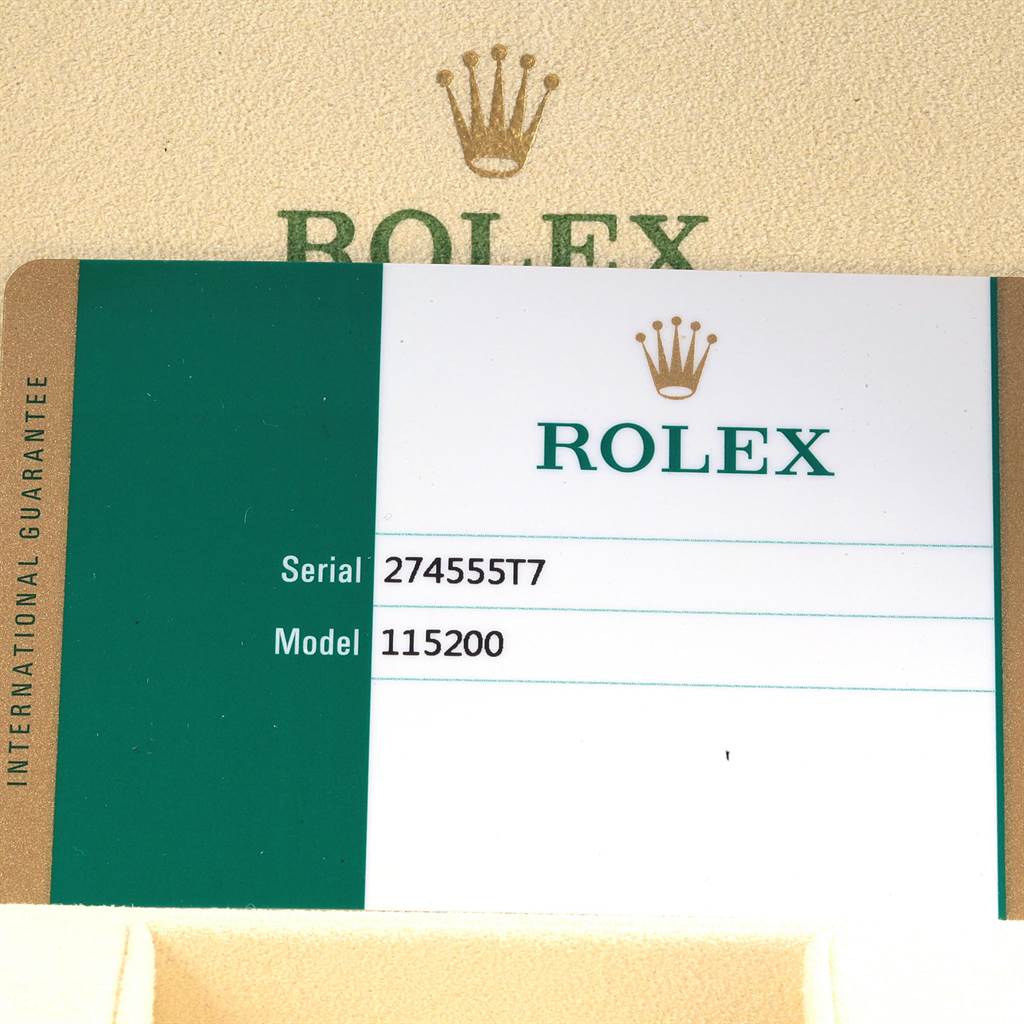 ROLEX
INTERNATIONAL GUARANTEE
ROLEX
Serial 274555T7
Model 115200